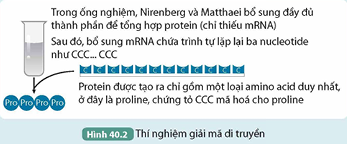 Trong ống nghiệm, Nirenberg và Matthaei bổ sung đầy đủ
thành phần để tổng hợp protein (chỉ thiếu mRNA)
Sau đó, bổ sung mRNA chứa trình tự lặp lại ba nucleotide
như CCC... CCC
Protein được tạo ra chỉ gồm một loại amino acid duy nhất,
ở đây là proline, chứng tỏ CCC mã hoá cho proline
Pro Pro Pro Pro
Hình 40.2 Thí nghiệm giải mã di truyền